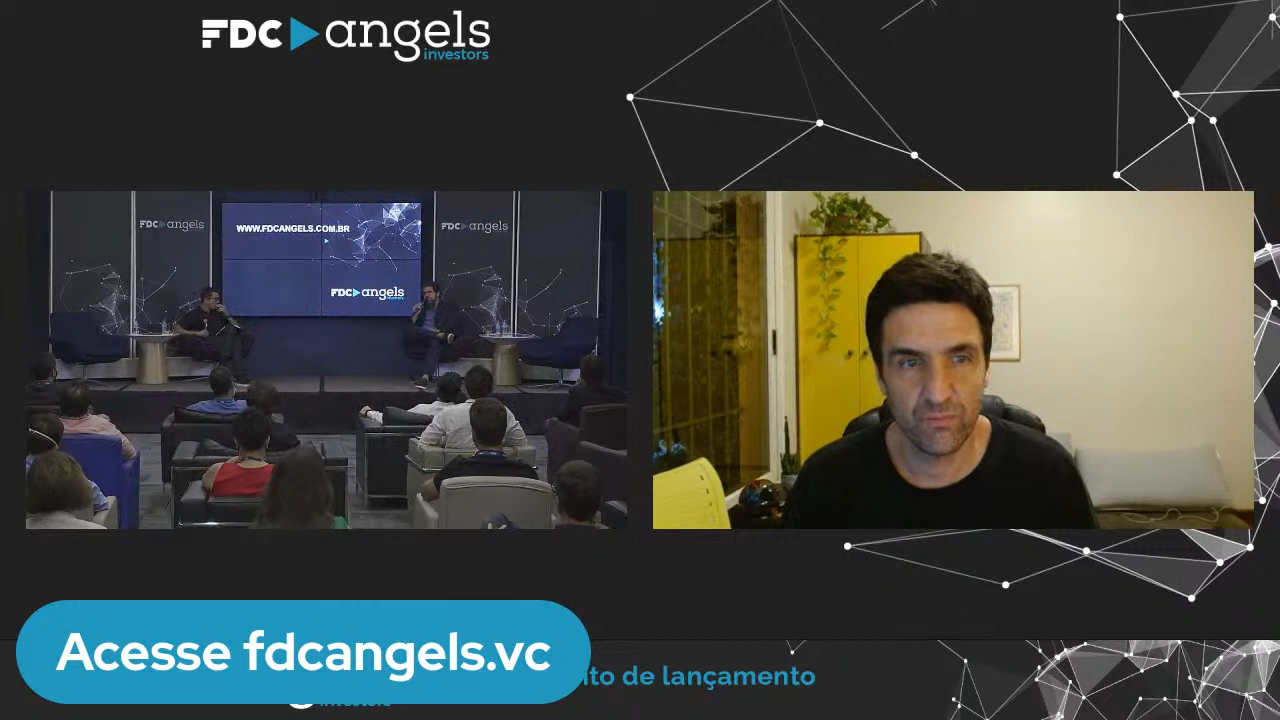 FDC angels
investors
FDC angels
WWW.FDCANGELS.COM.BR
FDC angels
FDC angels
Acesse fdcangels.vc
to de lançamento
investors